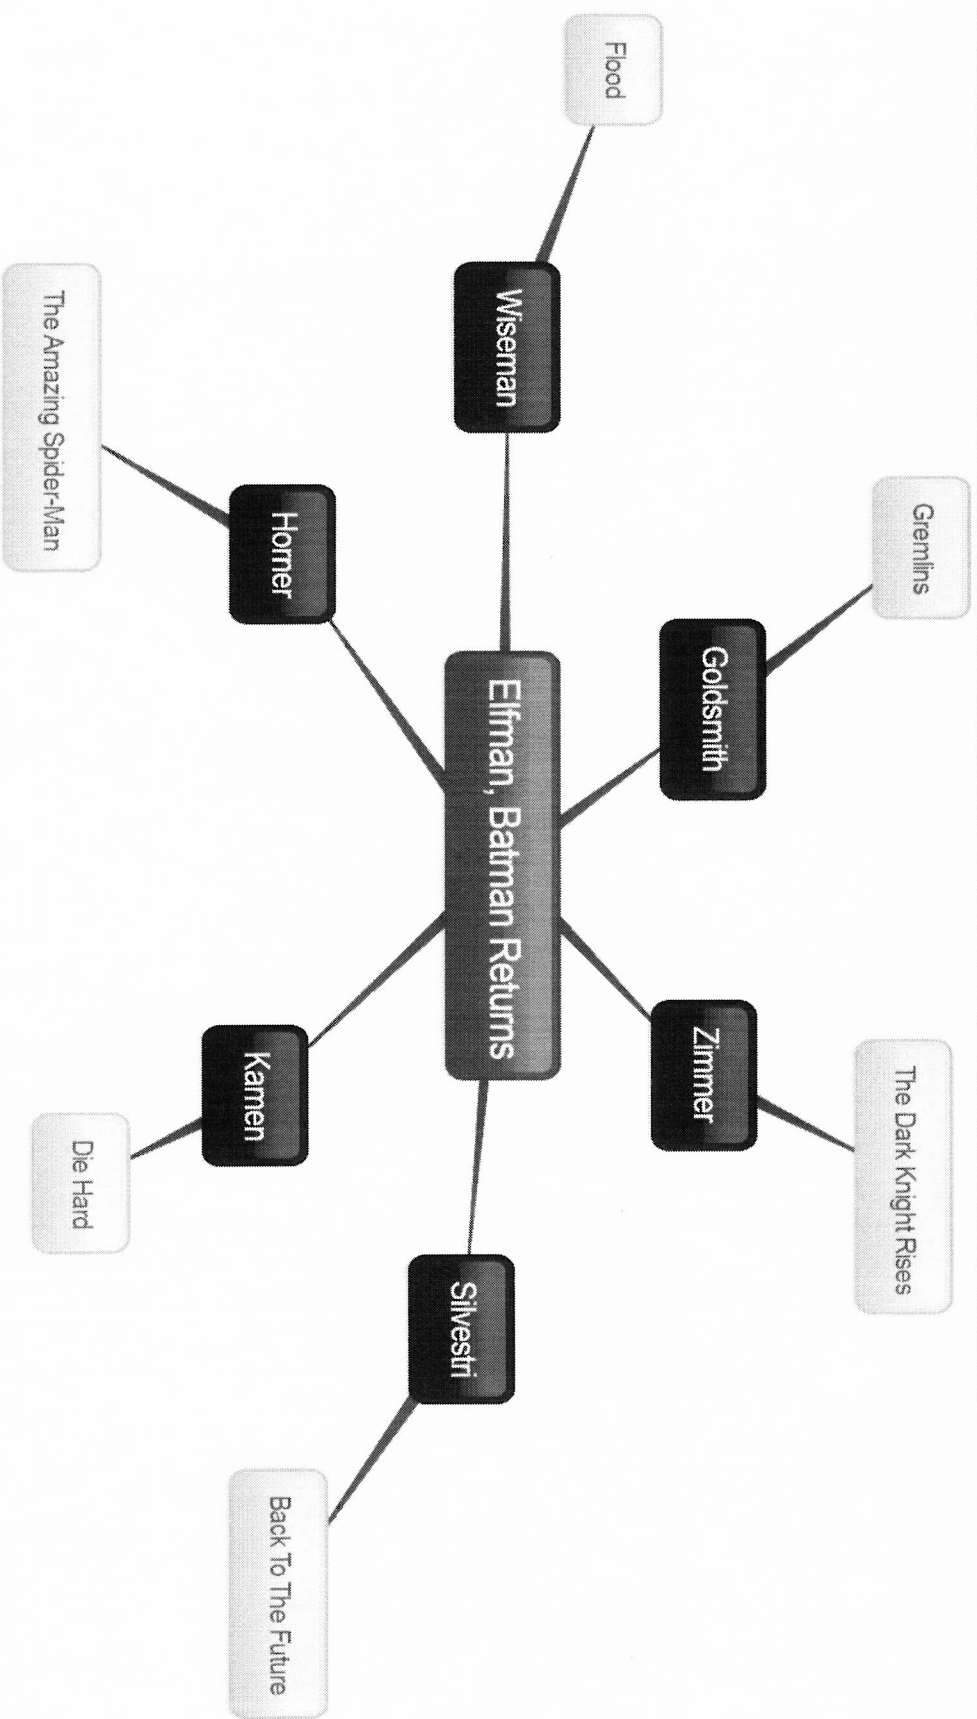 Gremlins
The Dark Knight Rises
Goldsmith
Zimmer
Flood
Wiseman
Elfman, Batman Returns
Silvestri
Horner
Kamen
Back To The Future
The Amazing Spider-Man
Die Hard